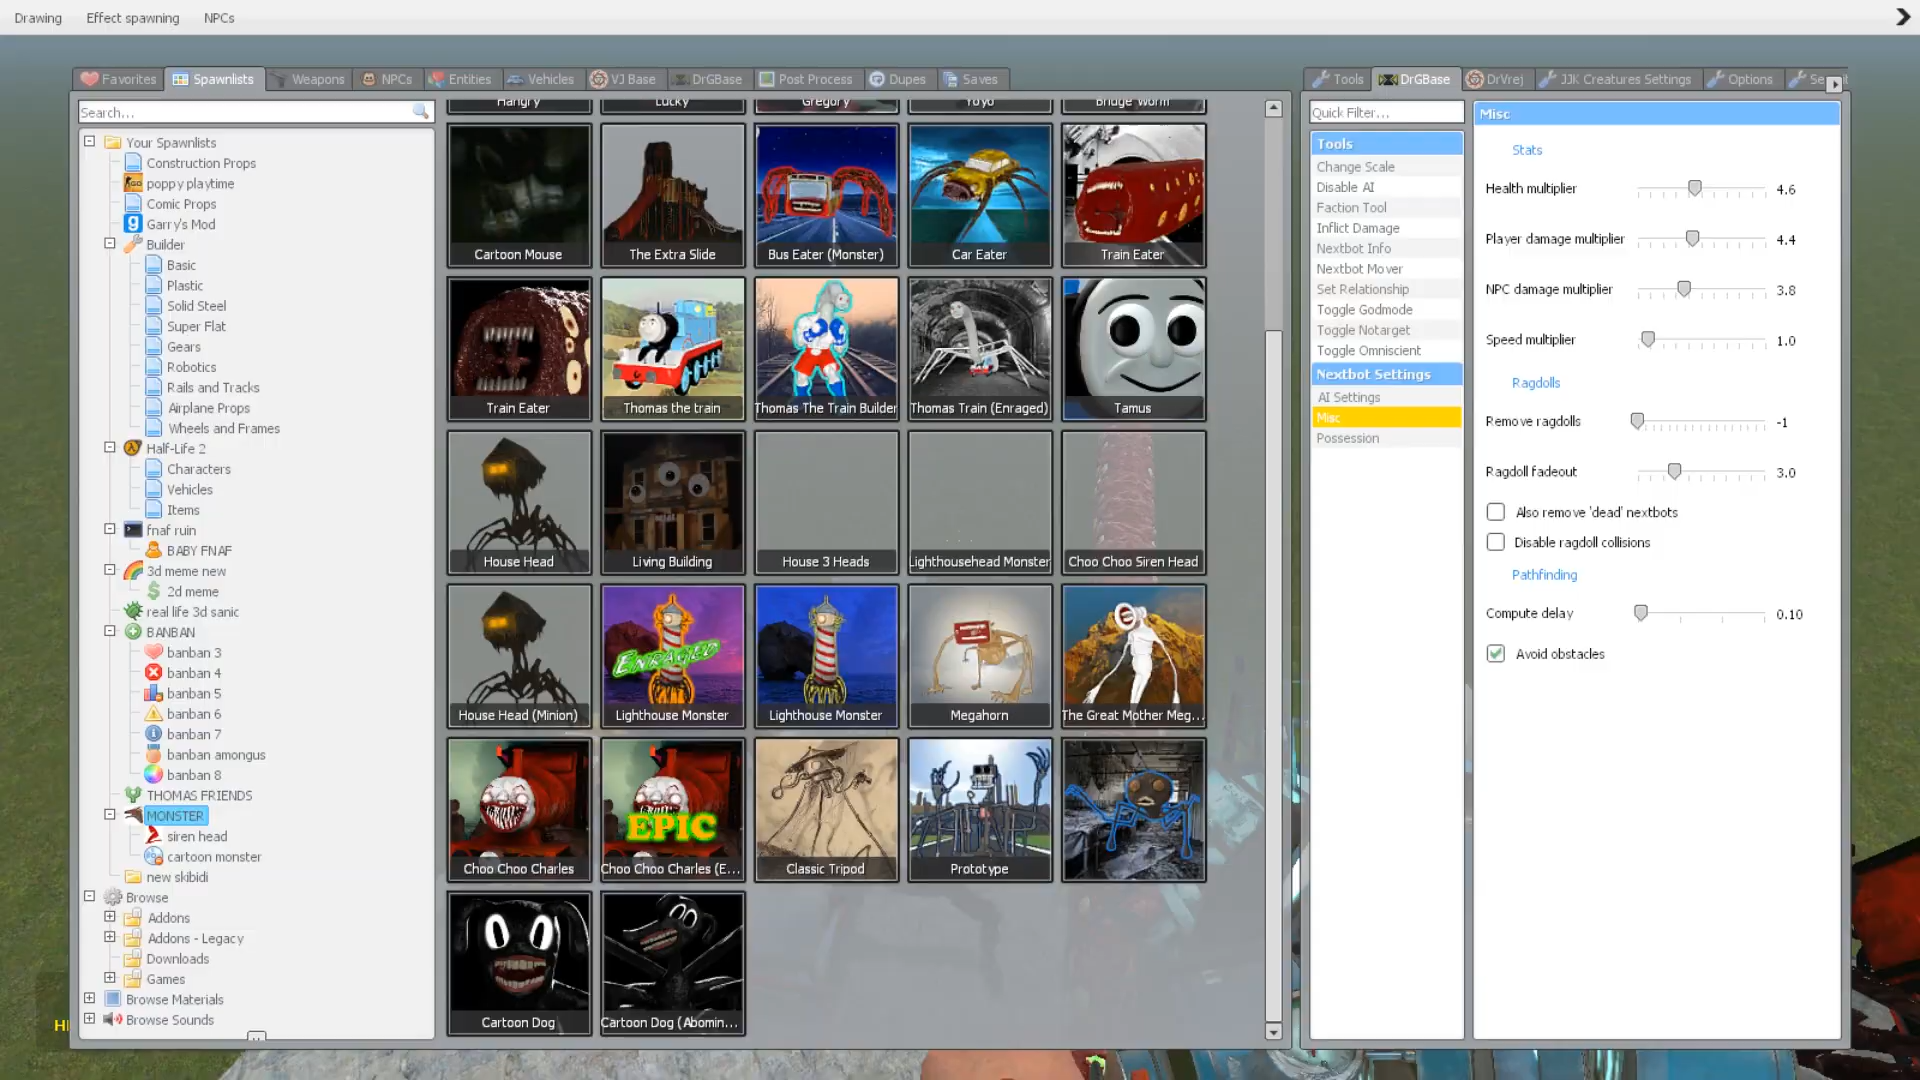 Drawing Effect spawning NPCs
Favorites Spawnlists Weapons NPCs Entities Vehicles VJ Base DrGBase Post Process Dupes Saves
Search...
Your Spawnlists
Construction Props
poppy playtime
Comic Props
Garry's Mod
Builder
Basic
Plastic
Solid Steel
Super Flat
Gears
Robotics
Rails and Tracks
Airplane Props
Wheels and Frames
Half-Life 2
Characters
Vehicles
Items
fnaf ruin
BABY FNAF
3d meme new
2d meme
real life 3d sanic
BANBAN
banban 3
banban 4
banban 5
banban 6
banban 7
banban amongus
banban 8
THOMAS FRIENDS
MONSTER
siren head
cartoon monster
new skibidi
Browse
Addons
Addons - Legacy
Downloads
Games
Browse Materials
Browse Sounds
Hangry Lucky Gregory Yoyo Bridge Worm
Cartoon Mouse The Extra Slide Bus Eater (Monster) Car Eater Train Eater
Train Eater Thomas the train Thomas The Train Builder Thomas Train (Enraged) Tamus
House Head Living Building House 3 Heads Lighthousehead Monster Choo Choo Siren Head
ENRAGED
House Head (Minion) Lighthouse Monster Lighthouse Monster Megahorn The Great Mother Meg...
EPIC
Choo Choo Charles Choo Choo Charles (E... Classic Tripod Prototype
Cartoon Dog Cartoon Dog (Abomin...
Tools DrGBase DrVrej JJK Creatures Settings Options
Quick Filter...
Tools
Change Scale
Disable AI
Faction Tool
Inflict Damage
Nextbot Info
Nextbot Mover
Set Relationship
Toggle Godmode
Toggle Notarget
Toggle Omniscient
Nextbot Settings
AI Settings
Misc
Possession
Misc
Stats
Health multiplier 4.6
Player damage multiplier 4.4
NPC damage multiplier 3.8
Speed multiplier 1.0
Ragdolls
Remove ragdolls -1
Ragdoll fadeout 3.0
Also remove 'dead' nextbots
Disable ragdoll collisions
Pathfinding
Compute delay 0.10
Avoid obstacles